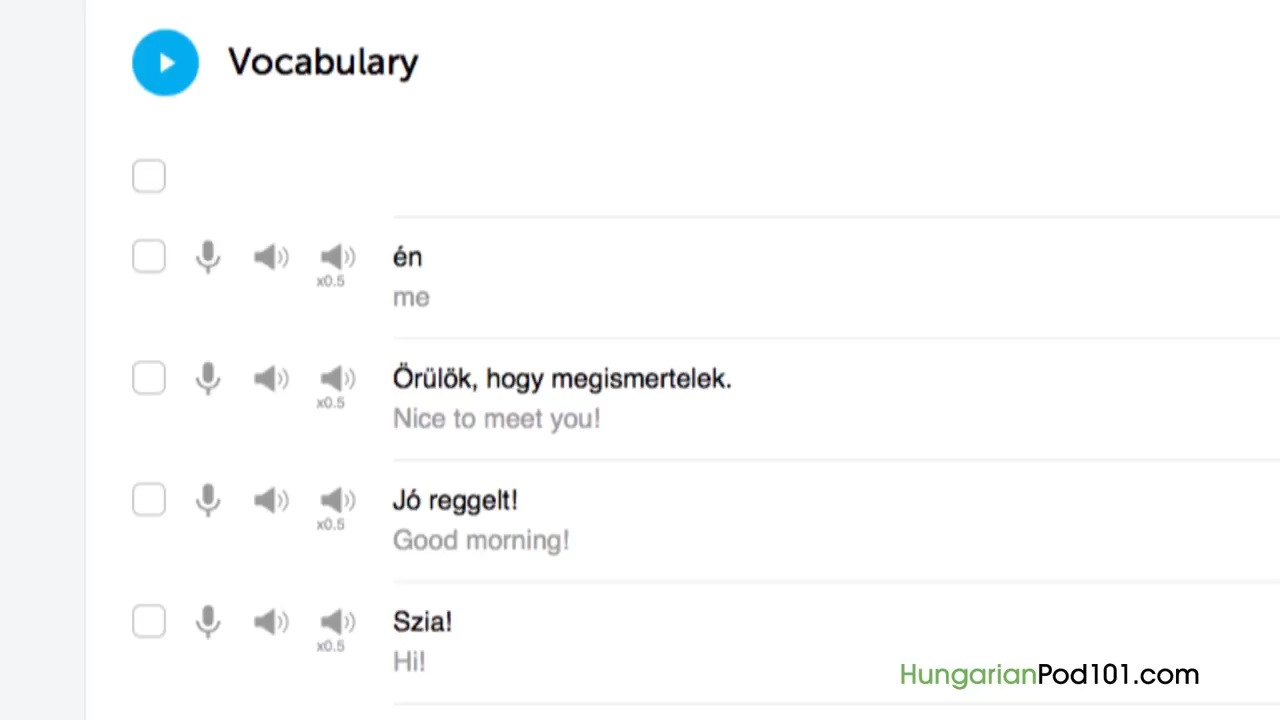 Vocabulary
én
x0.5
me
Örülök, hogy megismertelek.
x0.5
Nice to meet you!
Jó reggelt!
x0.5
Good morning!
Szia!
x0.5
Hi!
HungarianPod101.com